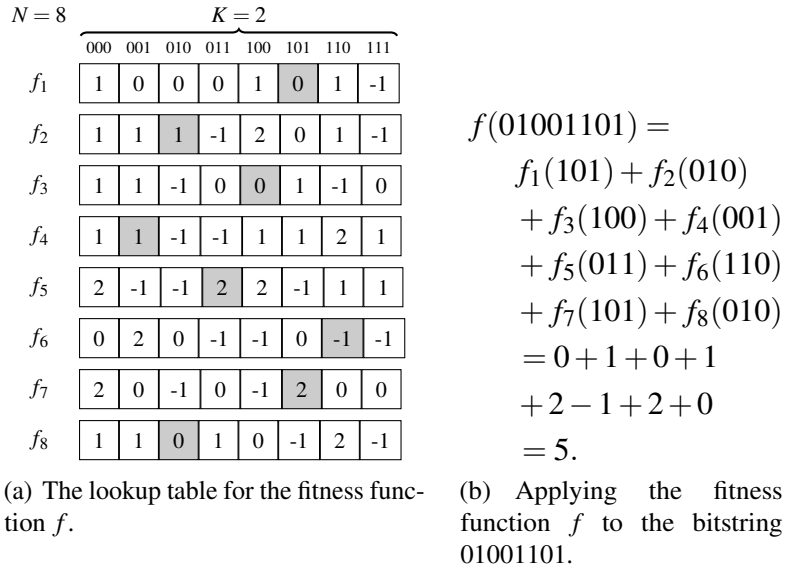 N = 8 K = 2
000 001 010 011 100 101 110 111
f1 1 0 0 0 1 0 1 -1
f2 1 1 1 -1 2 0 1 -1
f3 1 1 -1 0 0 1 -1 0
f4 1 1 -1 -1 1 1 2 1
f5 2 -1 -1 2 2 -1 1 1
f6 0 2 0 -1 -1 0 -1 -1
f7 2 0 -1 0 -1 2 0 0
f8 1 1 0 1 0 -1 2 -1
(a) The lookup table for the fitness func-
tion f.
f(01001101) =
f1(101) + f2(010)
+ f3(100) + f4(001)
+ f5(011) + f6(110)
+ f7(101) + f8(010)
= 0 + 1 + 0 + 1
+ 2 − 1 + 2 + 0
= 5.
(b) Applying the fitness
function f to the bitstring
01001101.